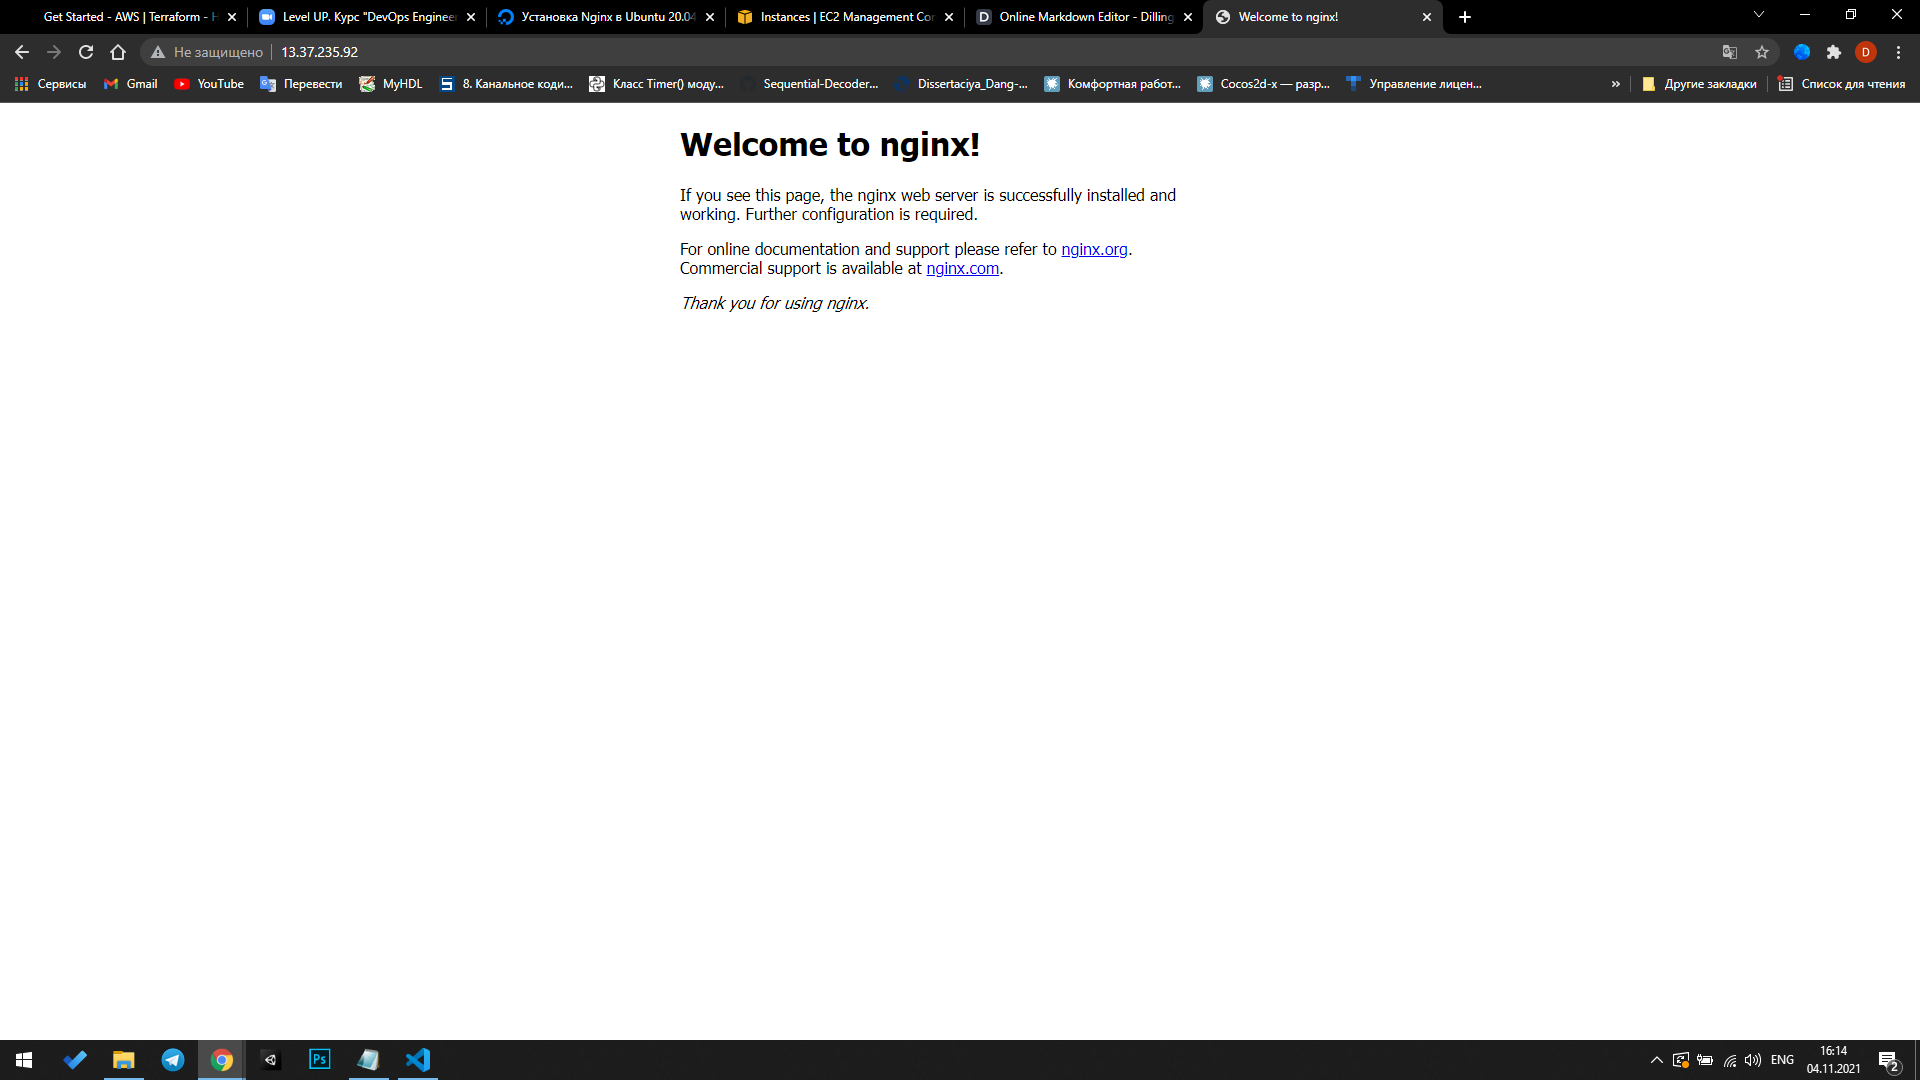 Get Started - AWS | Terraform - H
Level UP. Курс "DevOps Engineer
Установка Nginx в Ubuntu 20.04
Instances | EC2 Management Con
Online Markdown Editor - Dilling
Welcome to nginx!
Не защищено
13.37.235.92
D
Сервисы
Gmail
YouTube
Перевести
MyHDL
8. Канальное коди...
Класс Timer() моду...
Sequential-Decoder...
Dissertaciya_Dang-...
Комфортная работ...
Cocos2d-x — разр...
Управление лицен...
»
Другие закладки
Список для чтения
Welcome to nginx!
If you see this page, the nginx web server is successfully installed and
working. Further configuration is required.
For online documentation and support please refer to nginx.org.
Commercial support is available at nginx.com.
Thank you for using nginx.
Ps
ENG
16:14
04.11.2021
2